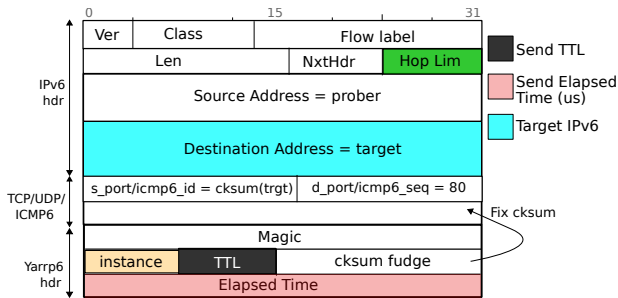 0 15 31
Ver Class Flow label
Len NxtHdr Hop Lim
Source Address = prober
Destination Address = target
s_port/icmp6_id = cksum(trgt) d_port/icmp6_seq = 80
Magic
instance TTL cksum fudge
Elapsed Time
IPv6
hdr
TCP/UDP/
ICMP6
Yarrp6
hdr
Fix cksum
Send TTL
Send Elapsed
Time (us)
Target IPv6